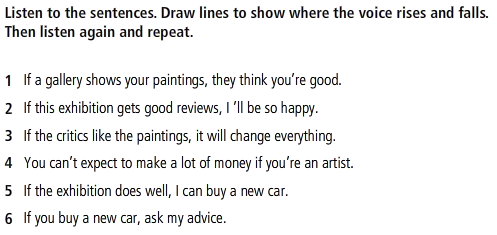 Listen to the sentences. Draw lines to show where the voice rises and falls.
Then listen again and repeat.
1 If a gallery shows your paintings, they think you're good.
2 If this exhibition gets good reviews, I 'll be so happy.
3 If the critics like the paintings, it will change everything.
4 You can't expect to make a lot of money if you're an artist.
5 If the exhibition does well, I can buy a new car.
6 If you buy a new car, ask my advice.